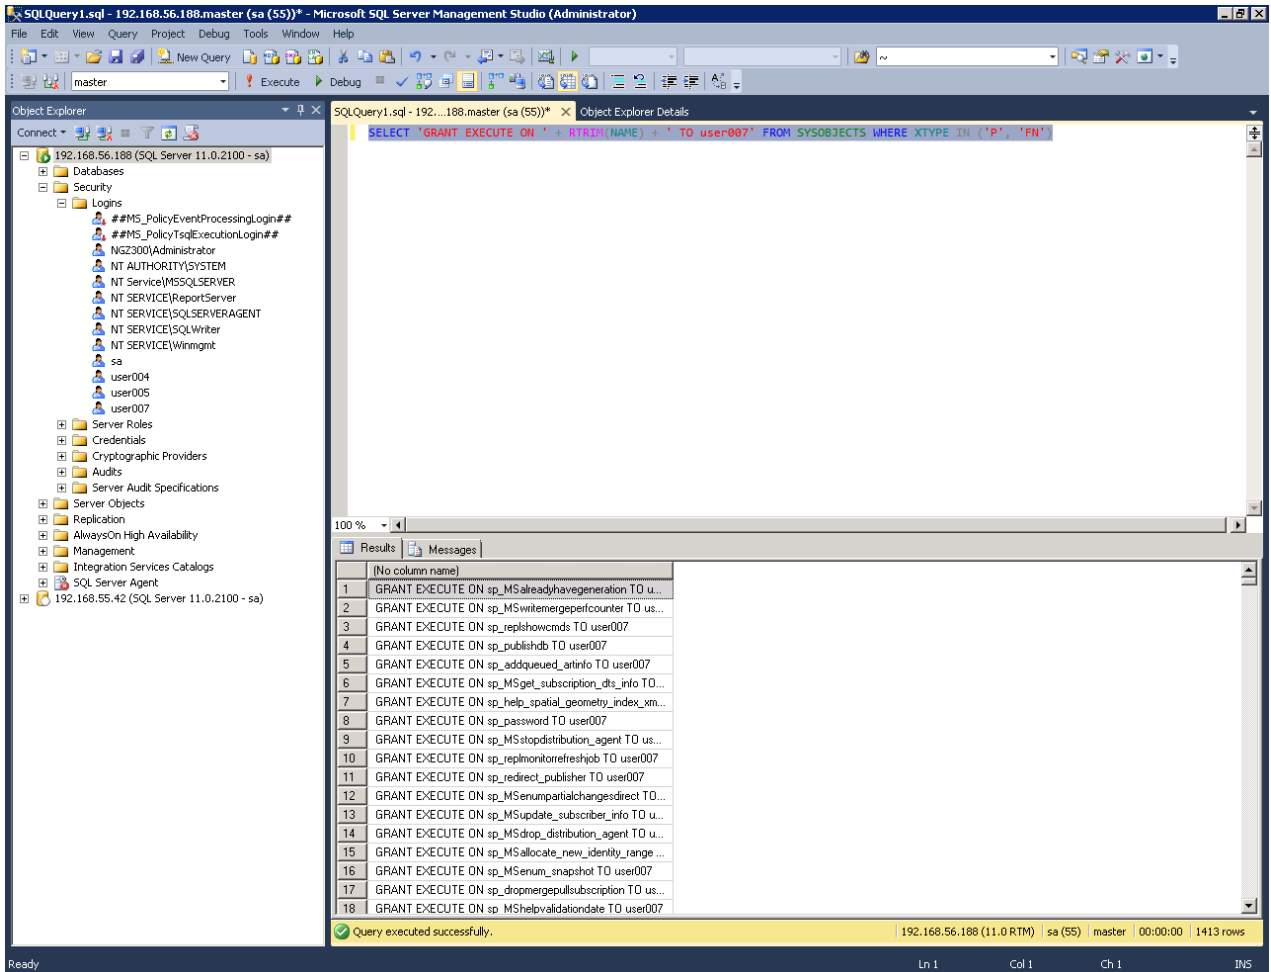 SQLQuery1.sql - 192.168.56.188.master (sa (55))* - Microsoft SQL Server Management Studio (Administrator)
File Edit View Query Project Debug Tools Window Help
New Query
~
master
Execute Debug
Object Explorer
SQLQuery1.sql - 192....188.master (sa (55))* Object Explorer Details
Connect
SELECT 'GRANT EXECUTE ON ' + RTRIM(NAME) + ' TO user007' FROM SYSOBJECTS WHERE XTYPE IN ('P', 'FN')
192.168.56.188 (SQL Server 11.0.2100 - sa)
Databases
Security
Logins
##MS_PolicyEventProcessingLogin##
##MS_PolicyTsqlExecutionLogin##
NGZ300\Administrator
NT AUTHORITY\SYSTEM
NT Service\MSSQLSERVER
NT SERVICE\ReportServer
NT SERVICE\SQLSERVERAGENT
NT SERVICE\SQLWriter
NT SERVICE\Winmgmt
sa
user004
user005
user007
Server Roles
Credentials
Cryptographic Providers
Audits
Server Audit Specifications
Server Objects
Replication
AlwaysOn High Availability
Management
Integration Services Catalogs
SQL Server Agent
192.168.55.42 (SQL Server 11.0.2100 - sa)
100 %
Results Messages
(No column name)
1 GRANT EXECUTE ON sp_MSalreadyhavegeneration TO u...
2 GRANT EXECUTE ON sp_MSwritemergeperfcounter TO us...
3 GRANT EXECUTE ON sp_replshowcmds TO user007
4 GRANT EXECUTE ON sp_publishdb TO user007
5 GRANT EXECUTE ON sp_addqueued_artinfo TO user007
6 GRANT EXECUTE ON sp_MSget_subscription_dts_info TO...
7 GRANT EXECUTE ON sp_help_spatial_geometry_index_xm...
8 GRANT EXECUTE ON sp_password TO user007
9 GRANT EXECUTE ON sp_MSstopdistribution_agent TO us...
10 GRANT EXECUTE ON sp_replmonitorrefreshjob TO user007
11 GRANT EXECUTE ON sp_redirect_publisher TO user007
12 GRANT EXECUTE ON sp_MSenumpartialchangesdirect TO...
13 GRANT EXECUTE ON sp_MSupdate_subscriber_info TO u...
14 GRANT EXECUTE ON sp_MSdrop_distribution_agent TO u...
15 GRANT EXECUTE ON sp_MSallocate_new_identity_range ...
16 GRANT EXECUTE ON sp_MSenum_snapshot TO user007
17 GRANT EXECUTE ON sp_dropmergepullsubscription TO us...
18 GRANT EXECUTE ON sp_MShelpvalidationdate TO user007
Query executed successfully. 192.168.56.188 (11.0 RTM) sa (55) master 00:00:00 1413 rows
Ready Ln 1 Col 1 Ch 1 INS